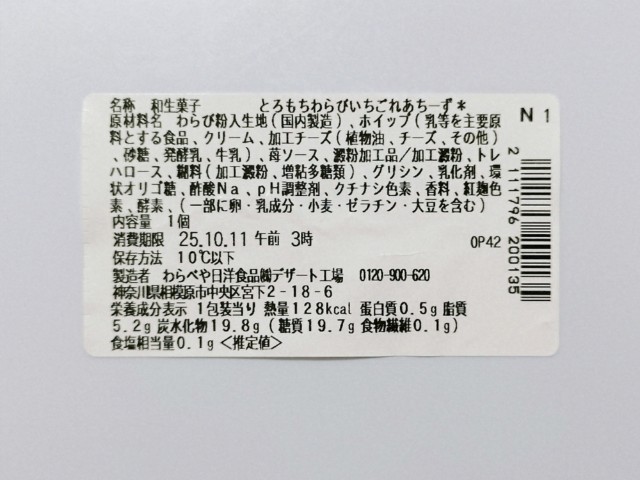 名称　和生菓子　とろもちわらびいちごれあちーず＊
原材料名　わらび粉入生地(国内製造)、ホイップ(乳等を主要原
料とする食品、クリーム、加工チーズ(植物油、チーズ、その他)
、砂糖、発酵乳、牛乳)、苺ソース、澱粉加工品/加工澱粉、トレ
ハロース、糊料(加工澱粉、増粘多糖類)、グリシン、乳化剤、環
状オリゴ糖、酢酸Na、pH調整剤、クチナシ色素、香料、紅麹色
素、酵素、(一部に卵・乳成分・小麦・ゼラチン・大豆を含む)
内容量　1個
消費期限　25.10.11午前 3時　0P42
保存方法　10℃以下
製造者　わらべや日洋食品㈱デザート工場　0120-900-620
神奈川県相模原市中央区宮下2-18-6
栄養成分表示 1包装当り 熱量128kcal 蛋白質0.5g 脂質
5.2g 炭水化物19.8g(糖質19.7g 食物繊維0.1g)
食塩相当量0.1g<推定値>
N 1
2 111796 200135